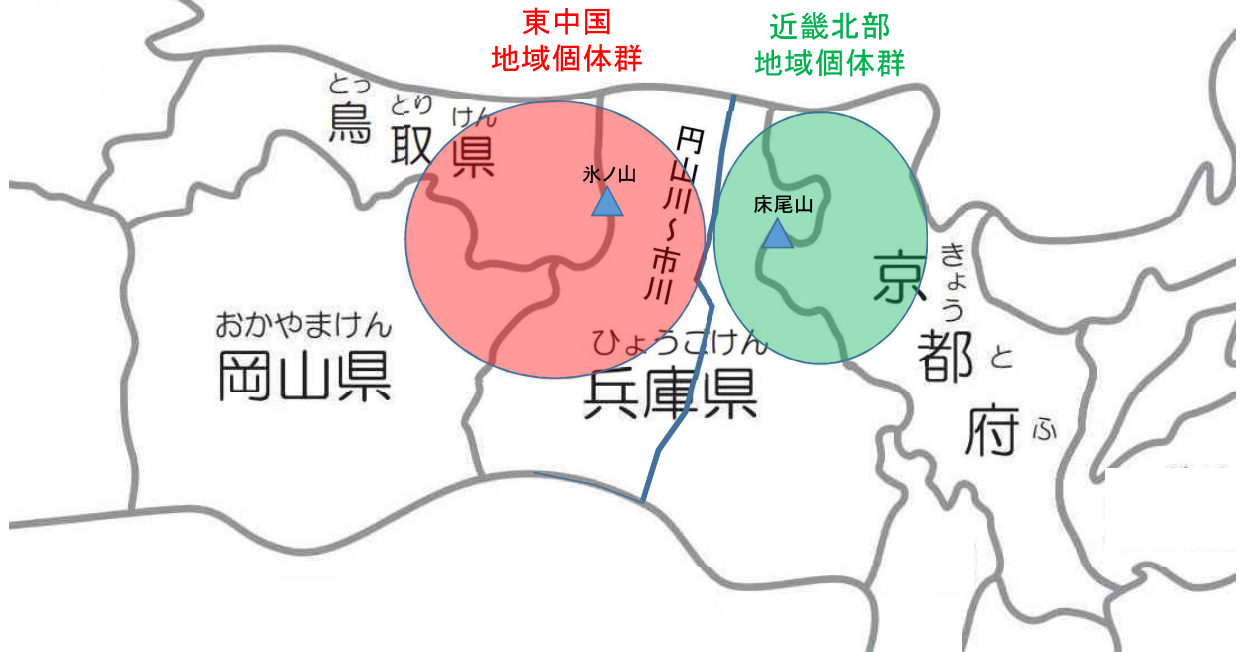 東中国
地域個体群
近畿北部
地域個体群
とっ とり けん
鳥取県
氷ノ山
円山川~市川
床尾山
きょう と ふ
京都府
おかやまけん
岡山県
ひょうごけん
兵庫県